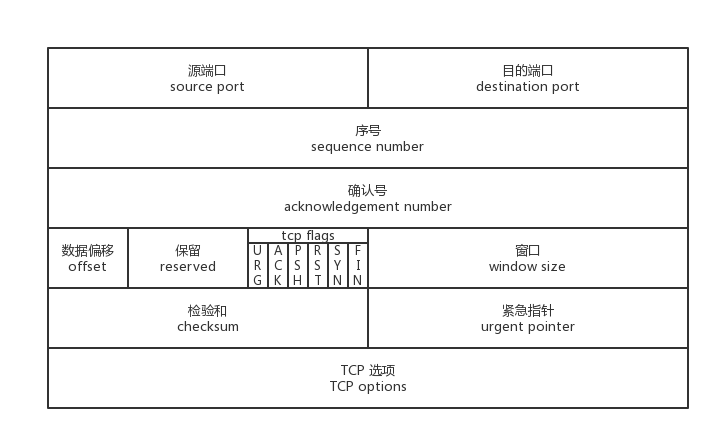 源端口
source port
目的端口
destination port
序号
sequence number
确认号
acknowledgement number
数据偏移
offset
保留
reserved
tcp flags
URG
ACK
PSH
RST
SYN
FIN
窗口
window size
检验和
checksum
紧急指针
urgent pointer
TCP 选项
TCP options